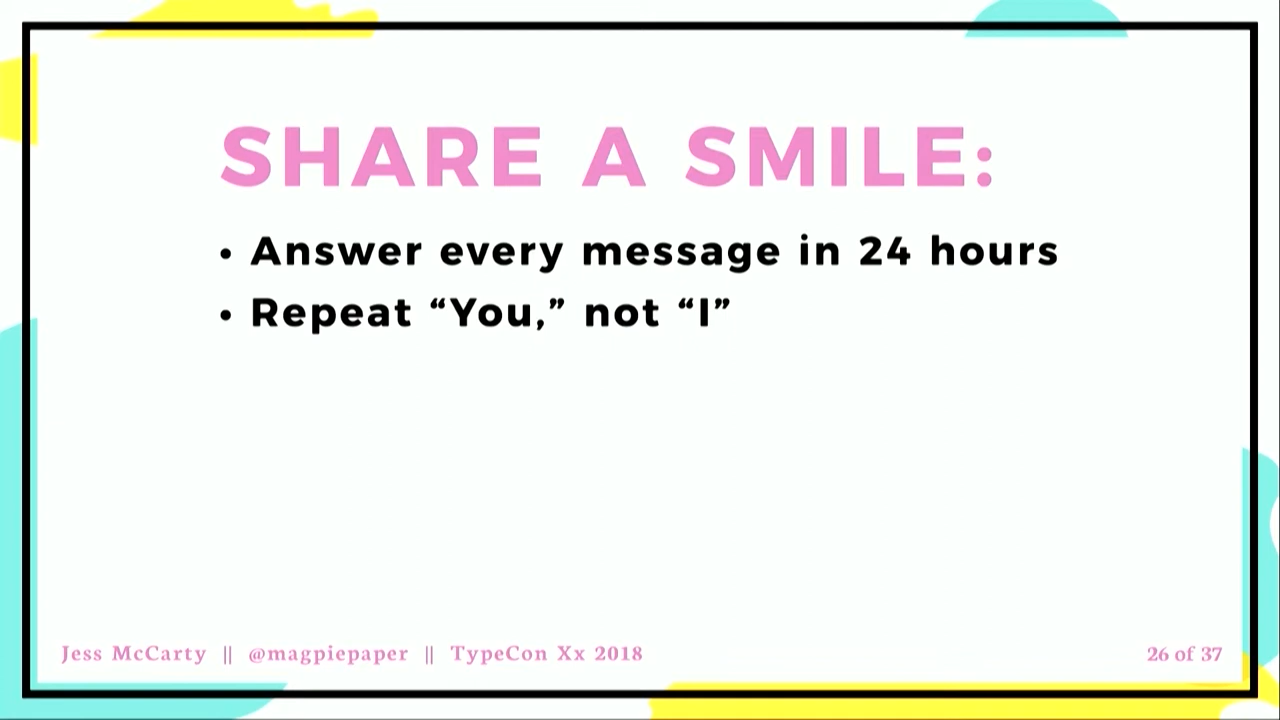 SHARE A SMILE:
• Answer every message in 24 hours
• Repeat “You,” not “I”
Jess McCarty || @magpiepaper || TypeCon Xx 2018
26 of 37